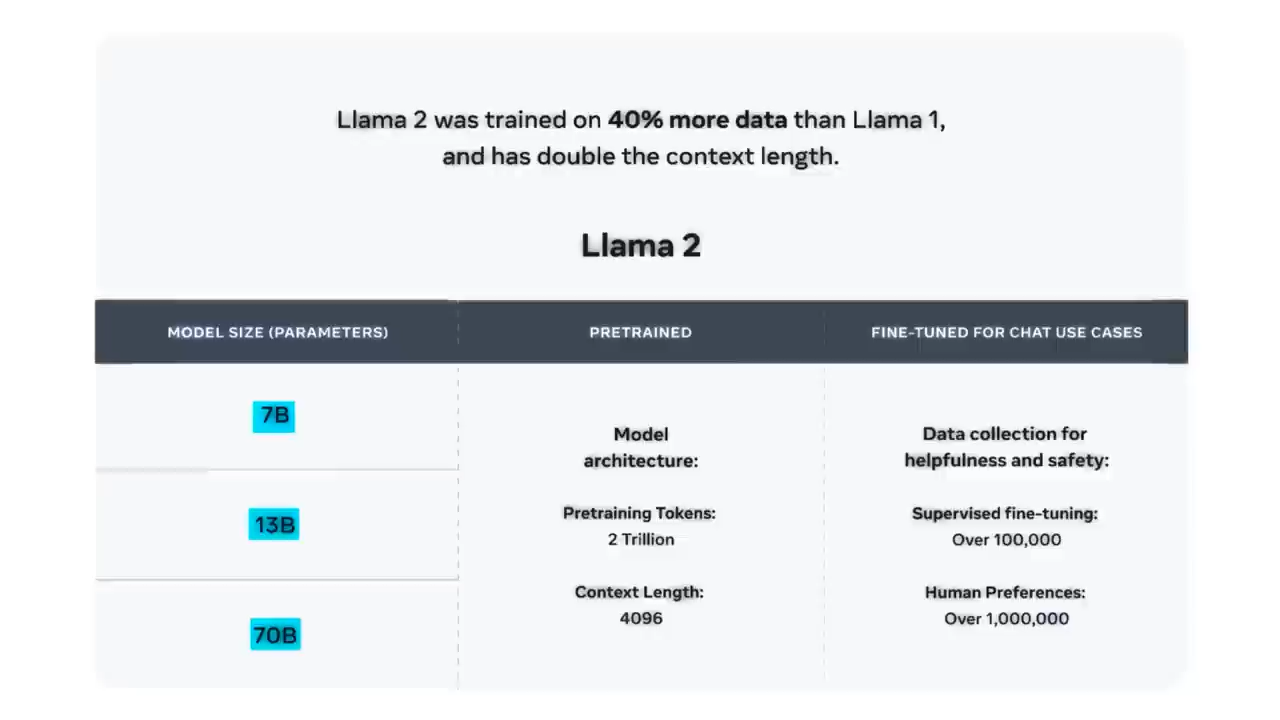 Llama 2 was trained on 40% more data than Llama 1,
and has double the context length.
Llama 2
MODEL SIZE (PARAMETERS)
PRETRAINED
FINE-TUNED FOR CHAT USE CASES
7B
13B
70B
Model
architecture:
Pretraining Tokens:
2 Trillion
Context Length:
4096
Data collection for
helpfulness and safety:
Supervised fine-tuning:
Over 100,000
Human Preferences:
Over 1,000,000